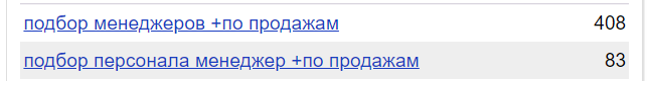 подбор менеджеров +по продажам 408
подбор персонала менеджер +по продажам 83